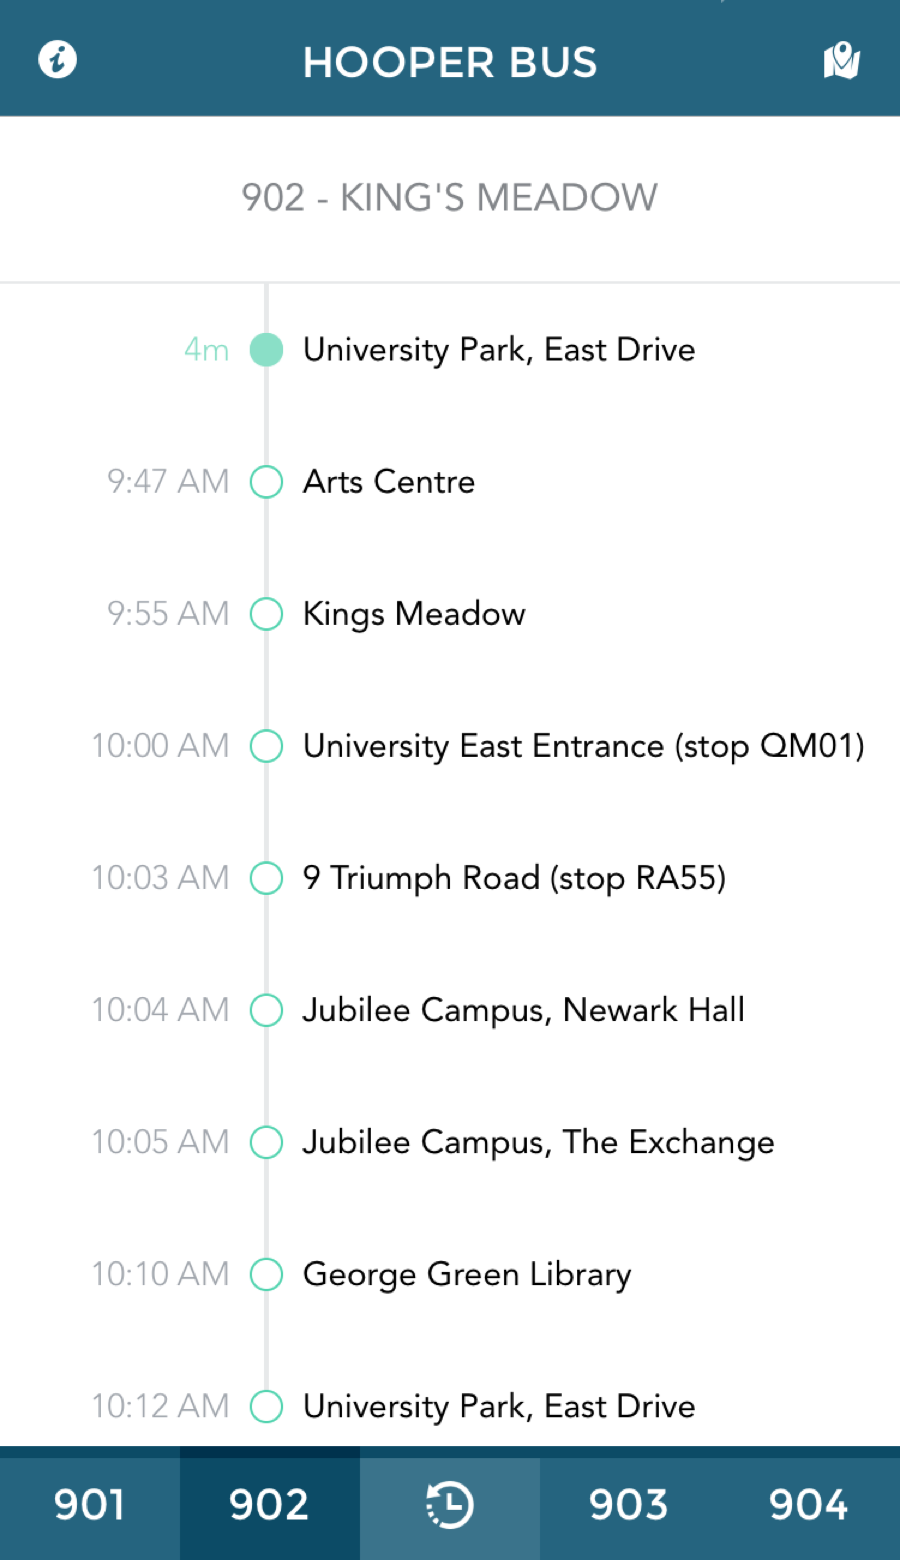 HOOPER BUS
902 - KING'S MEADOW
4m University Park, East Drive
9:47 AM Arts Centre
9:55 AM Kings Meadow
10:00 AM University East Entrance (stop QM01)
10:03 AM 9 Triumph Road (stop RA55)
10:04 AM Jubilee Campus, Newark Hall
10:05 AM Jubilee Campus, The Exchange
10:10 AM George Green Library
10:12 AM University Park, East Drive
901 902 903 904